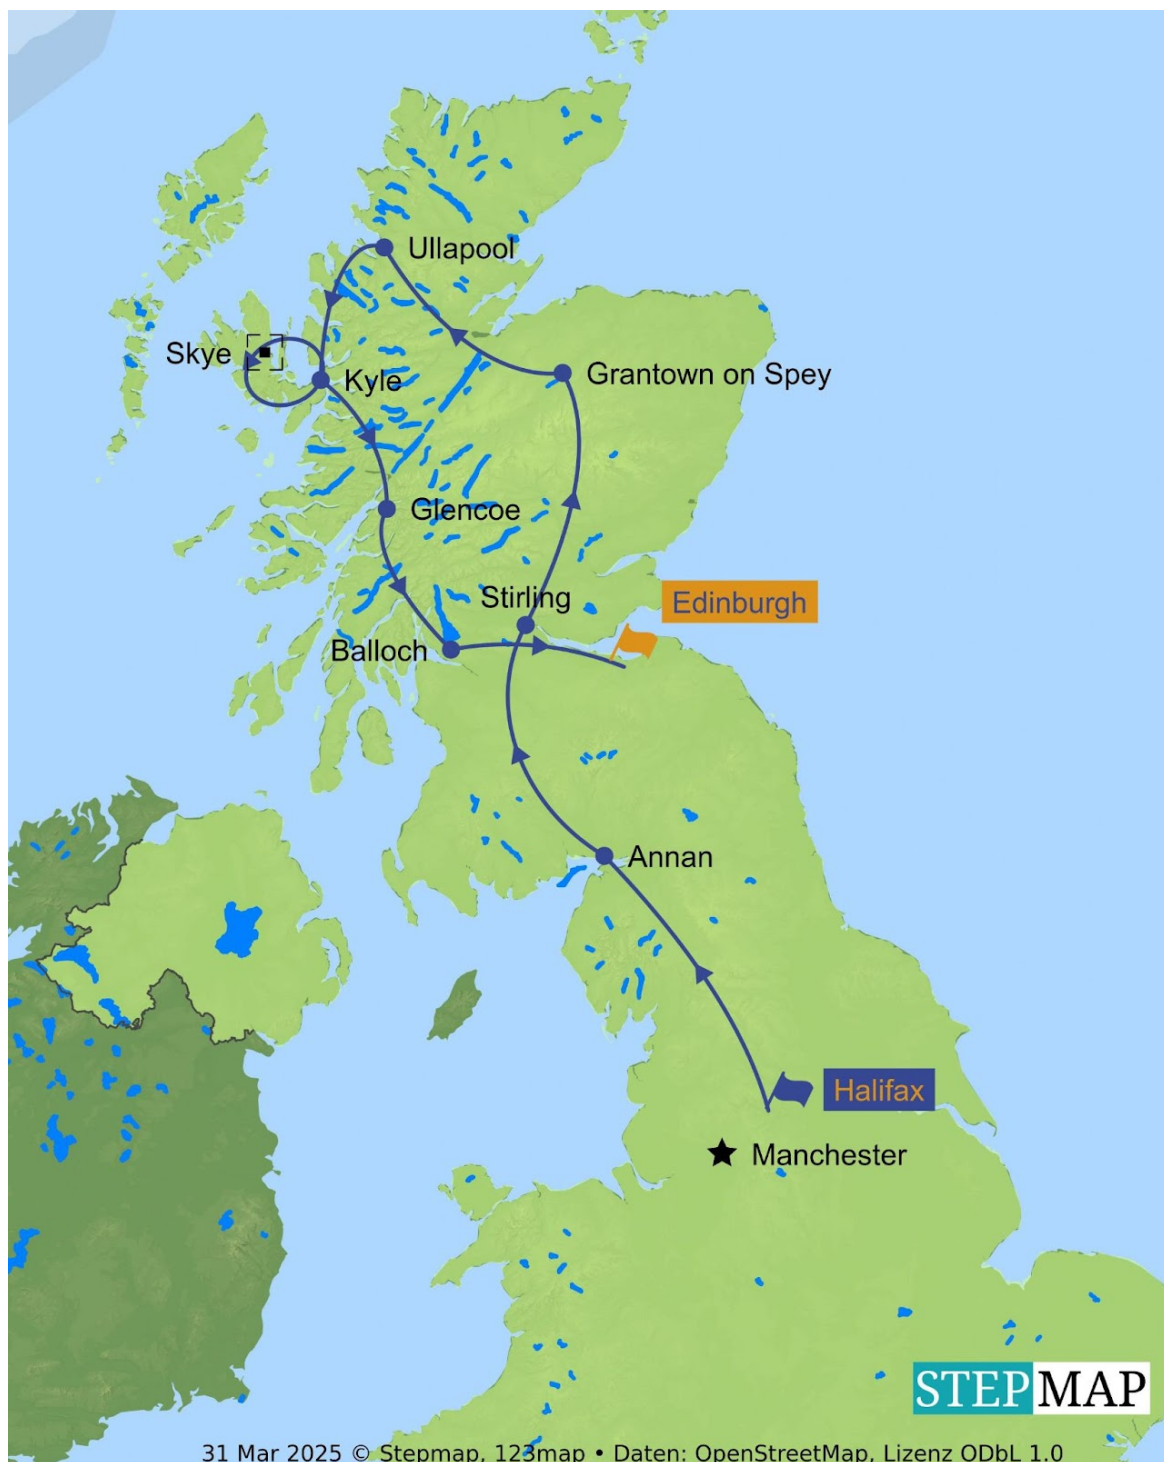 Ullapool
Skye
Kyle
Grantown on Spey
Glencoe
Stirling
Edinburgh
Balloch
Annan
Halifax
Manchester
STEPMAP
31 Mar 2025 © Stepmap, 123map • Daten: OpenStreetMap, Lizenz ODbL 1.0